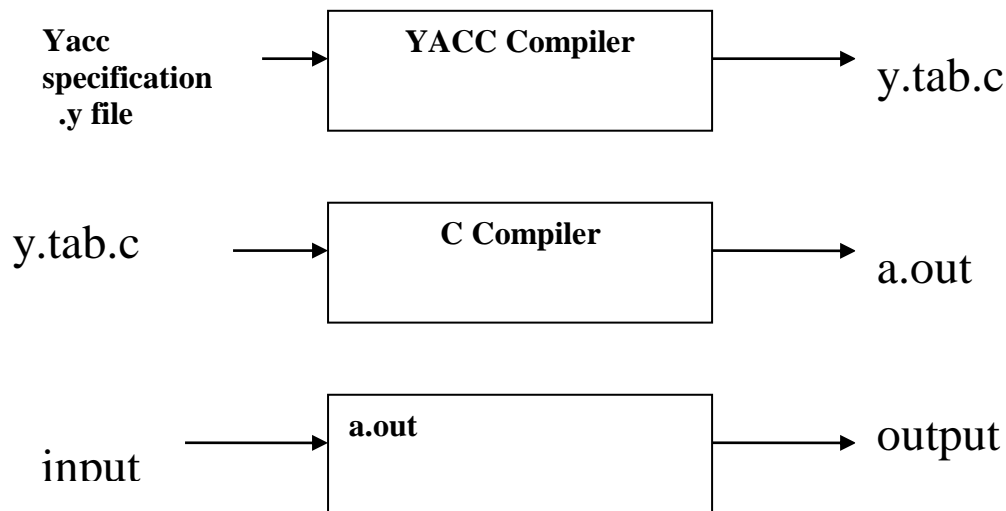 Yacc
specification
.y file
YACC Compiler
y.tab.c
y.tab.c
C Compiler
a.out
input
a.out
output